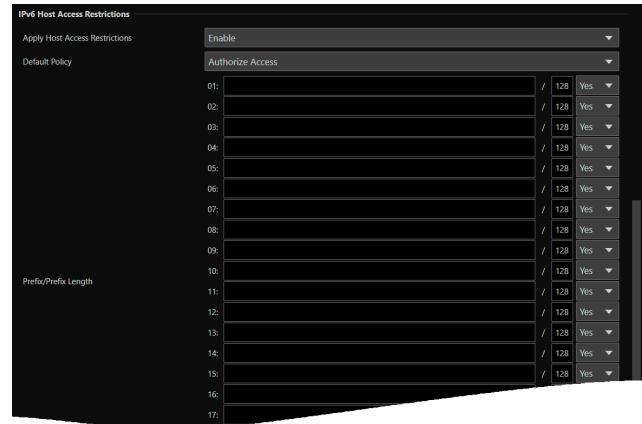 IPv6 Host Access Restrictions
Apply Host Access Restrictions Enable
Default Policy Authorize Access
01: / 128 Yes
02: / 128 Yes
03: / 128 Yes
04: / 128 Yes
05: / 128 Yes
06: / 128 Yes
07: / 128 Yes
08: / 128 Yes
09: / 128 Yes
10: / 128 Yes
Prefix/Prefix Length
11: / 128 Yes
12: / 128 Yes
13: / 128 Yes
14: / 128 Yes
15: / 128 Yes
16:
17: